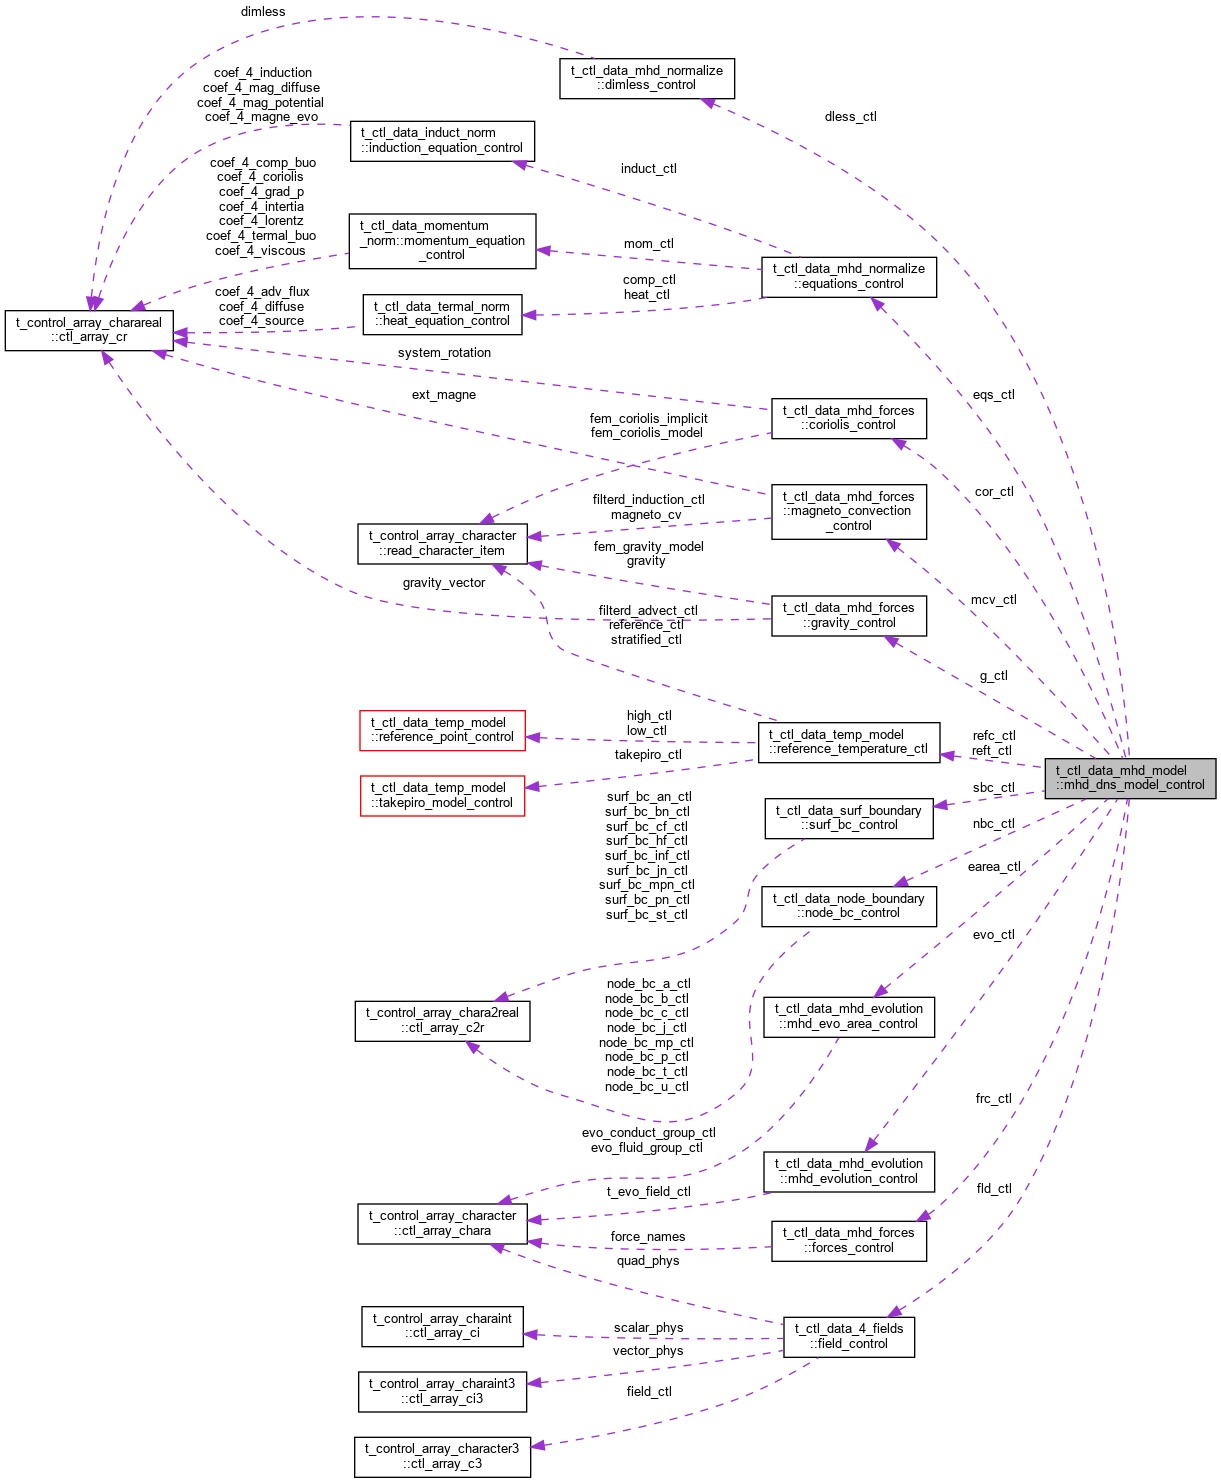 dimless
t_ctl_data_mhd_normalize
::dimless_control
coef_4_induction
coef_4_mag_diffuse
coef_4_mag_potential
coef_4_magne_evo
dless_ctl
t_ctl_data_induct_norm
::induction_equation_control
induct_ctl
coef_4_comp_buo
coef_4_coriolis
coef_4_grad_p
coef_4_intertia
coef_4_lorentz
coef_4_termal_buo
coef_4_viscous
t_ctl_data_momentum
_norm::momentum_equation
_control
mom_ctl
t_ctl_data_mhd_normalize
::equations_control
comp_ctl
heat_ctl
coef_4_adv_flux
coef_4_diffuse
coef_4_source
t_ctl_data_termal_norm
::heat_equation_control
t_control_array_charareal
::ctl_array_cr
system_rotation
ext_magne
eqs_ctl
t_ctl_data_mhd_forces
::coriolis_control
fem_coriolis_implicit
fem_coriolis_model
cor_ctl
t_ctl_data_mhd_forces
::magneto_convection
_control
filterd_induction_ctl
magneto_cv
t_control_array_character
::read_character_item
fem_gravity_model
gravity
gravity_vector
mcv_ctl
t_ctl_data_mhd_forces
::gravity_control
filterd_advect_ctl
reference_ctl
stratified_ctl
g_ctl
t_ctl_data_temp_model
::reference_point_control
high_ctl
low_ctl
t_ctl_data_temp_model
::reference_temperature_ctl
refc_ctl
reft_ctl
takepiro_ctl
t_ctl_data_temp_model
::takepiro_model_control
t_ctl_data_mhd_model
::mhd_dns_model_control
sbc_ctl
surf_bc_an_ctl
surf_bc_bn_ctl
surf_bc_cf_ctl
surf_bc_hf_ctl
surf_bc_inf_ctl
surf_bc_jn_ctl
surf_bc_mpn_ctl
surf_bc_pn_ctl
surf_bc_st_ctl
t_ctl_data_surf_boundary
::surf_bc_control
nbc_ctl
earea_ctl
t_ctl_data_node_boundary
::node_bc_control
evo_ctl
node_bc_a_ctl
node_bc_b_ctl
node_bc_c_ctl
node_bc_j_ctl
node_bc_mp_ctl
node_bc_p_ctl
node_bc_t_ctl
node_bc_u_ctl
t_control_array_chara2real
::ctl_array_c2r
t_ctl_data_mhd_evolution
::mhd_evo_area_control
frc_ctl
evo_conduct_group_ctl
evo_fluid_group_ctl
t_ctl_data_mhd_evolution
::mhd_evolution_control
t_evo_field_ctl
fld_ctl
t_control_array_character
::ctl_array_chara
force_names
t_ctl_data_mhd_forces
::forces_control
quad_phys
t_control_array_charaint
::ctl_array_ci
scalar_phys
t_ctl_data_4_fields
::field_control
vector_phys
t_control_array_charaint3
::ctl_array_ci3
field_ctl
t_control_array_character3
::ctl_array_c3